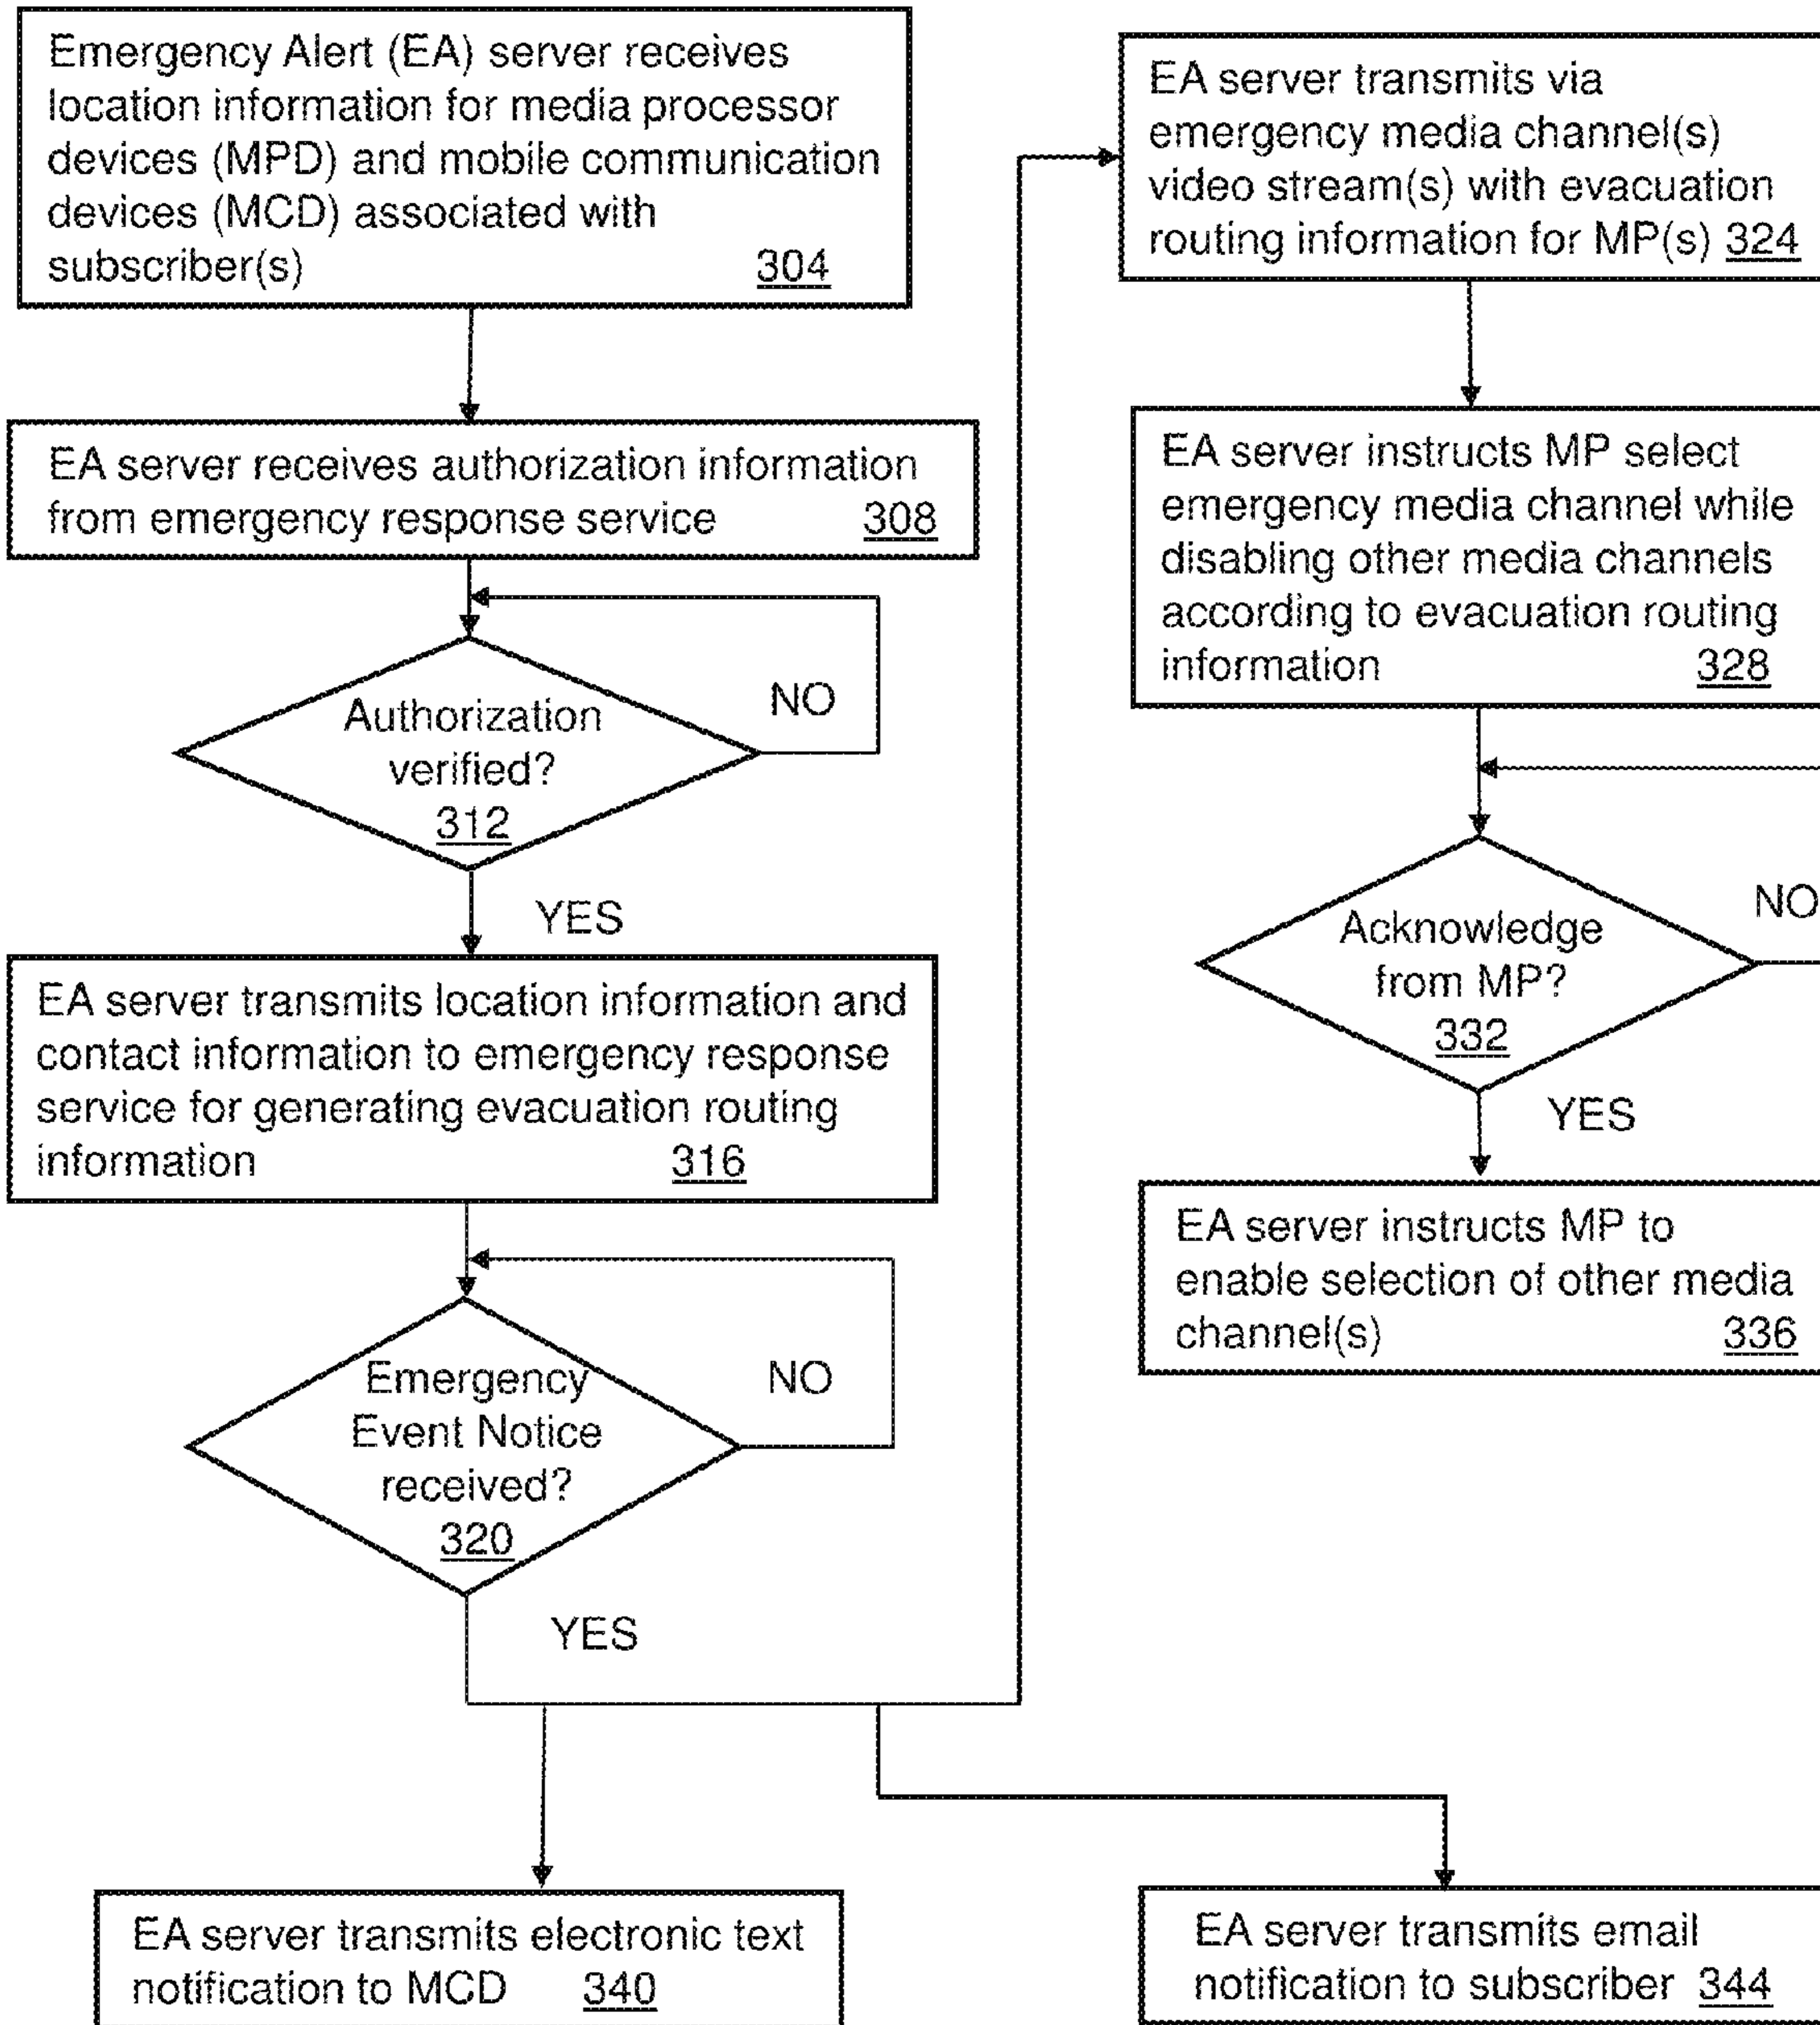 Emergency Alert (EA) server receives
location information for media processor
devices (MPD) and mobile communication
devices (MCD) associated with
subscriber(s) 304
EA server receives authorization information
from emergency response service 308
Authorization
verified?
312
NO
YES
EA server transmits location information and
contact information to emergency response
service for generating evacuation routing
information 316
Emergency
Event Notice
received?
320
NO
YES
EA server transmits via
emergency media channel(s)
video stream(s) with evacuation
routing information for MP(s) 324
EA server instructs MP select
emergency media channel while
disabling other media channels
according to evacuation routing
information 328
Acknowledge
from MP?
332
NO
YES
EA server instructs MP to
enable selection of other media
channel(s) 336
EA server transmits electronic text
notification to MCD 340
EA server transmits email
notification to subscriber 344